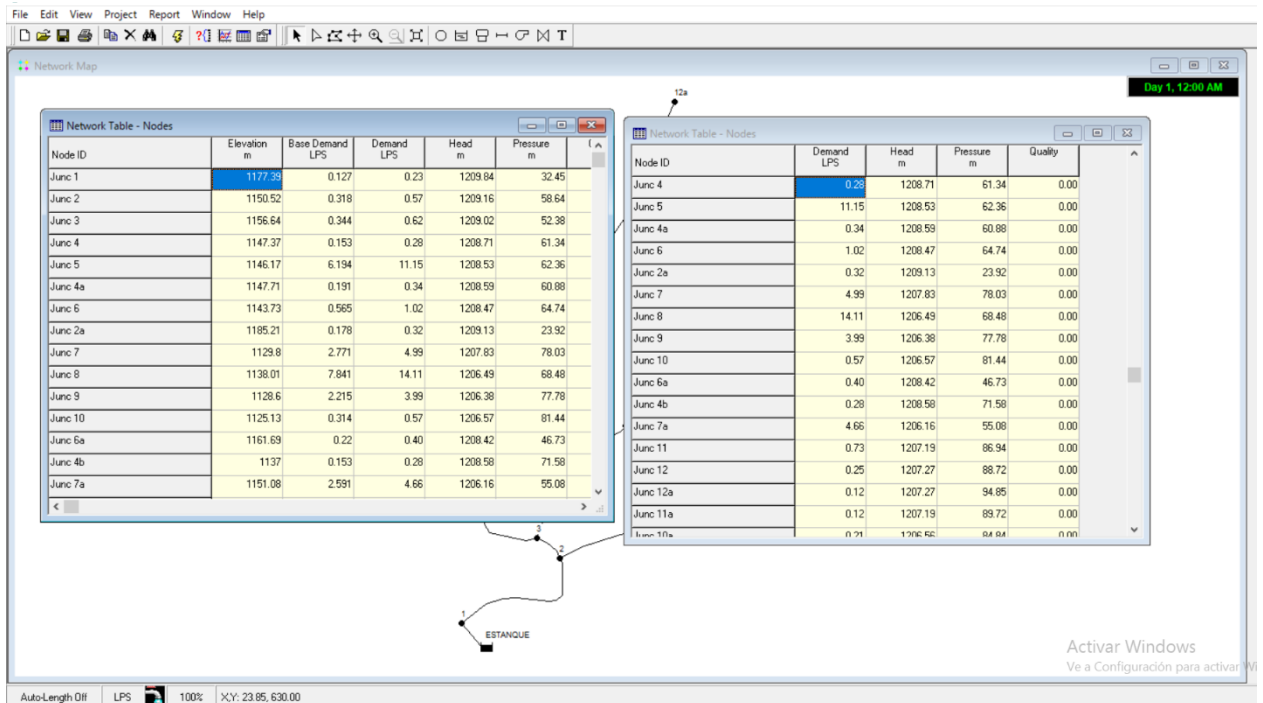 File Edit View Project Report Window Help
T
Network Map
Day 1, 12:00 AM
12a
Network Table - Nodes
Node ID Elevation m Base Demand LPS Demand LPS Head m Pressure m
Junc 1 1177.39 0.127 0.23 1209.84 32.45
Junc 2 1150.52 0.318 0.57 1209.16 58.64
Junc 3 1156.64 0.344 0.62 1209.02 52.38
Junc 4 1147.37 0.153 0.28 1208.71 61.34
Junc 5 1146.17 6.194 11.15 1208.53 62.36
Junc 4a 1147.71 0.191 0.34 1208.59 60.88
Junc 6 1143.73 0.565 1.02 1208.47 64.74
Junc 2a 1185.21 0.178 0.32 1209.13 23.92
Junc 7 1129.8 2.771 4.99 1207.83 78.03
Junc 8 1138.01 7.841 14.11 1206.49 68.48
Junc 9 1128.6 2.215 3.99 1206.38 77.78
Junc 10 1125.13 0.314 0.57 1206.57 81.44
Junc 6a 1161.69 0.22 0.40 1208.42 46.73
Junc 4b 1137 0.153 0.28 1208.58 71.58
Junc 7a 1151.08 2.591 4.66 1206.16 55.08
Network Table - Nodes
Node ID Demand LPS Head m Pressure m Quality
Junc 4 0.28 1208.71 61.34 0.00
Junc 5 11.15 1208.53 62.36 0.00
Junc 4a 0.34 1208.59 60.88 0.00
Junc 6 1.02 1208.47 64.74 0.00
Junc 2a 0.32 1209.13 23.92 0.00
Junc 7 4.99 1207.83 78.03 0.00
Junc 8 14.11 1206.49 68.48 0.00
Junc 9 3.99 1206.38 77.78 0.00
Junc 10 0.57 1206.57 81.44 0.00
Junc 6a 0.40 1208.42 46.73 0.00
Junc 4b 0.28 1208.58 71.58 0.00
Junc 7a 4.66 1206.16 55.08 0.00
Junc 11 0.73 1207.19 86.94 0.00
Junc 12 0.25 1207.27 88.72 0.00
Junc 12a 0.12 1207.27 94.85 0.00
Junc 11a 0.12 1207.19 89.72 0.00
Junc 10a 0.21 1206.56 84.84 0.00
3
2
1
ESTANQUE
Activar Windows
Ve a Configuración para activar Wi
Auto-Length Off LPS 100% X,Y: 23.85, 630.00